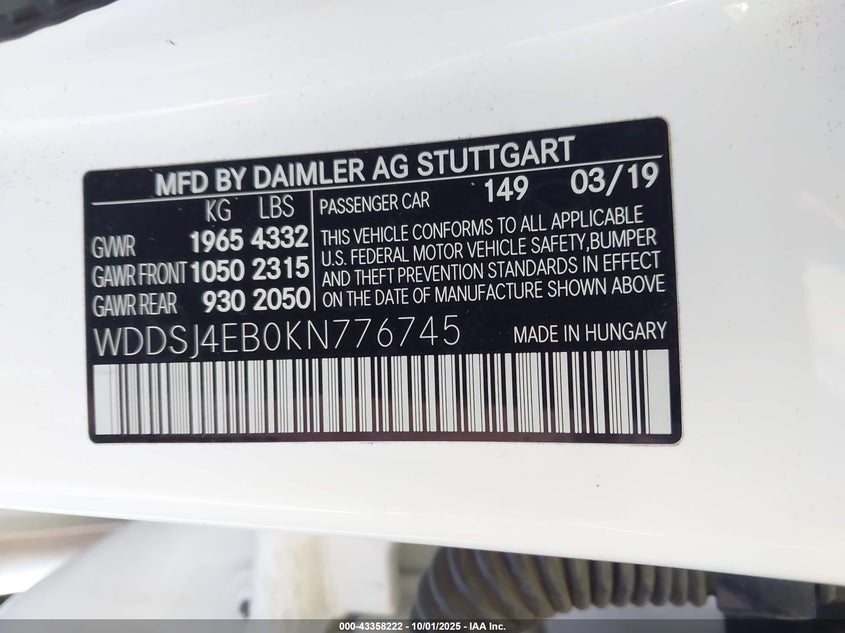 MFD BY DAIMLER AG STUTTGART
KG LBS
GVWR 1965 4332
GAWR FRONT 1050 2315
GAWR REAR 930 2050
PASSENGER CAR 149 03/19
THIS VEHICLE CONFORMS TO ALL APPLICABLE
U.S. FEDERAL MOTOR VEHICLE SAFETY,BUMPER
AND THEFT PREVENTION STANDARDS IN EFFECT
ON THE DATE OF MANUFACTURE SHOWN ABOVE
WDDSJ4EB0KN776745 MADE IN HUNGARY
000-43358222 - 10/01/2025 - IAA Inc.